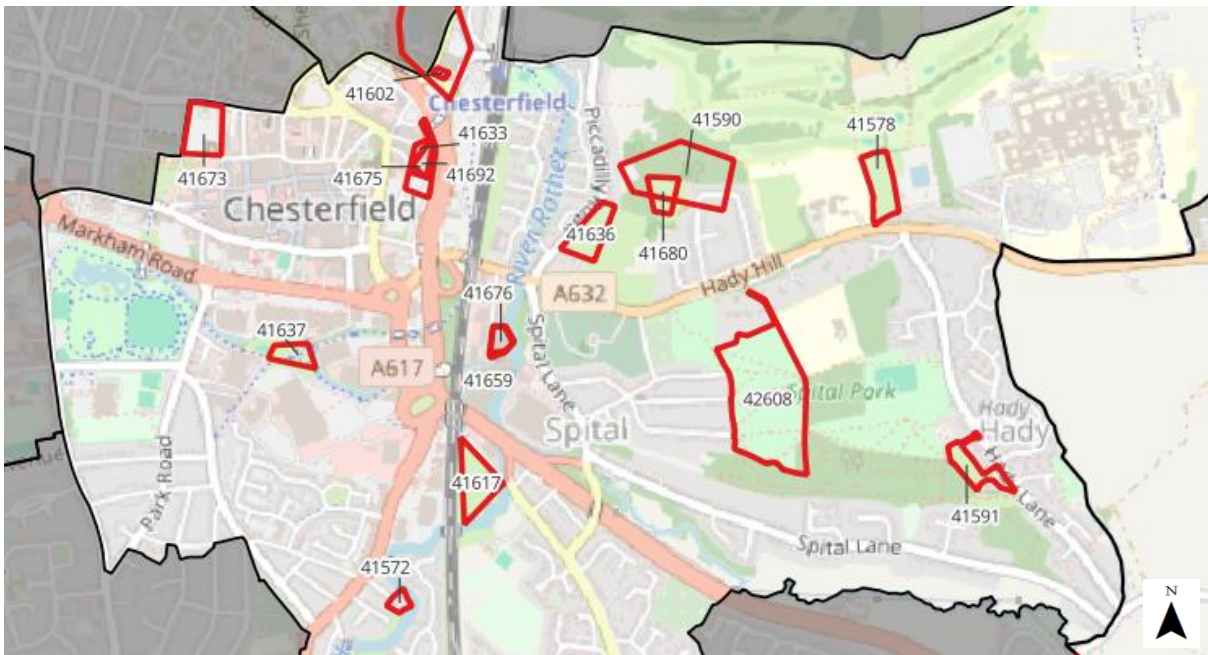 41602
Chesterfield
Piccadilly
41590
41633
41578
41673
41675
41692
Chesterfield
River Rother
41636
41680
Markham Road
A632
Hady Hill
41676
41637
A617
41659
Spital Lane
42608
Spital Park
Spital
Hady
Hady
Park Road
41617
41591
Hady Lane
Spital Lane
41572
N